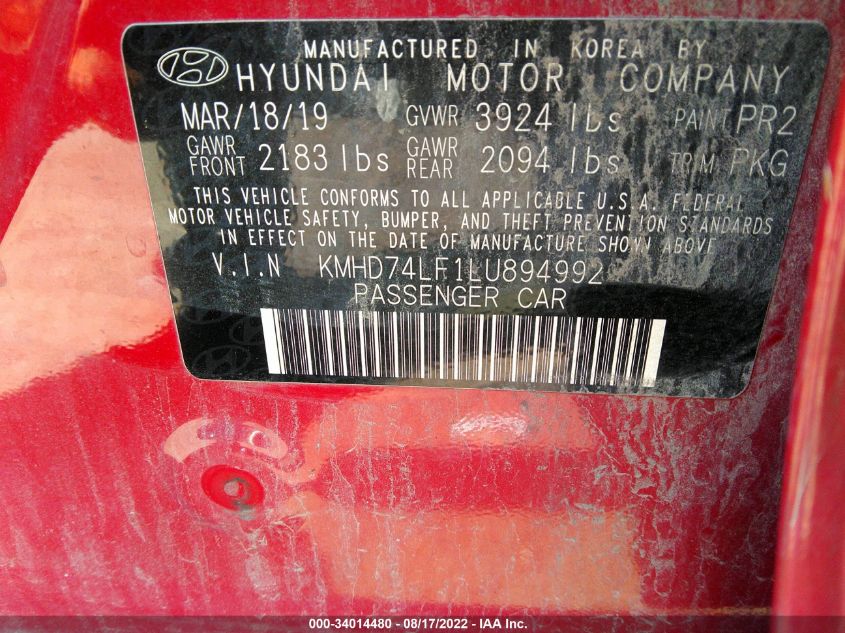 MANUFACTURED IN KOREA BY
HYUNDAI MOTOR COMPANY
MAR/18/19 GVWR 3924 lbs PAINT PR2
GAWR FRONT 2183 lbs GAWR REAR 2094 lbs TRIM PKG
THIS VEHICLE CONFORMS TO ALL APPLICABLE U.S.A. FEDERAL
MOTOR VEHICLE SAFETY, BUMPER, AND THEFT PREVENTION STANDARDS
IN EFFECT ON THE DATE OF MANUFACTURE SHOWN ABOVE
V.I.N KMHD74LF1LU894992
PASSENGER CAR
000-34014480 - 08/17/2022 - IAA Inc.